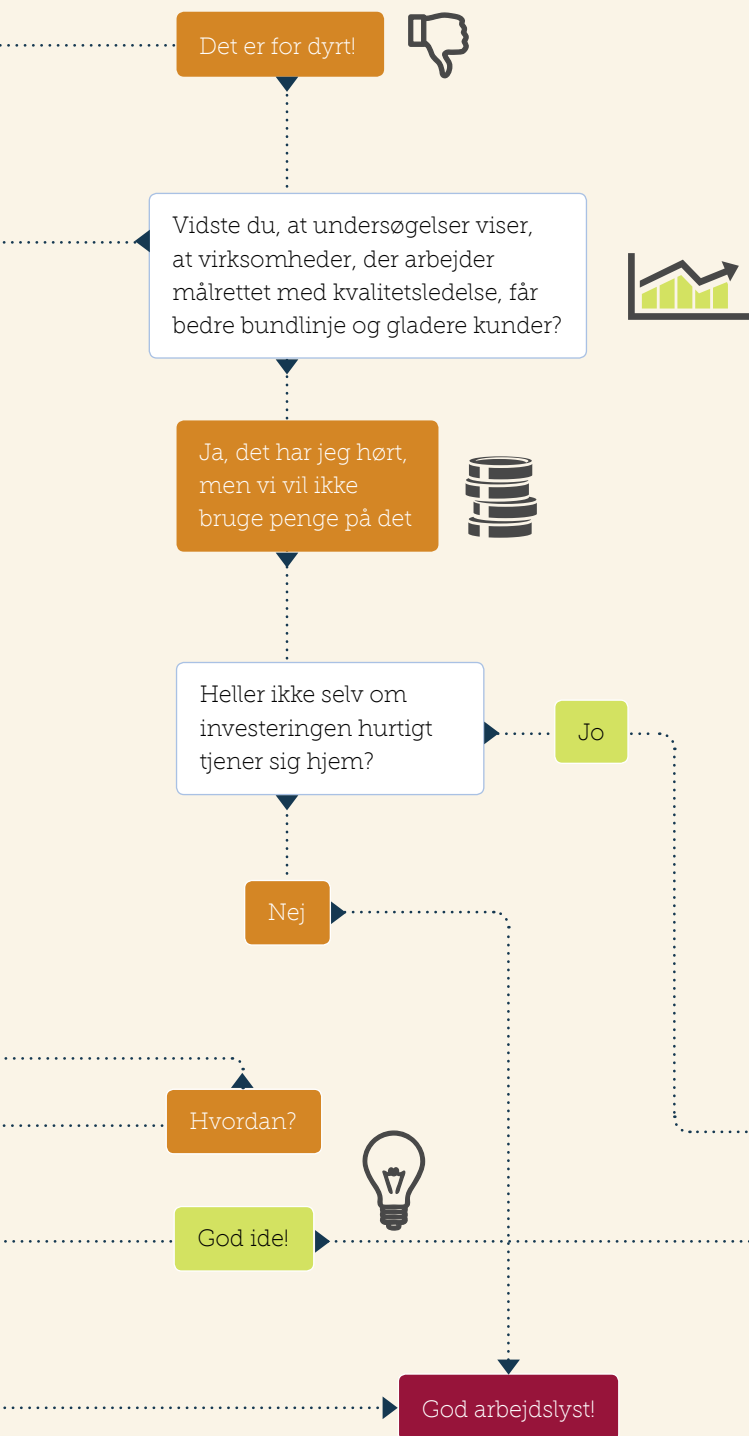 Det er for dyrt!
Vidste du, at undersøgelser viser,
at virksomheder, der arbejder
målrettet med kvalitetsledelse, får
bedre bundlinje og gladere kunder?
Ja, det har jeg hørt,
men vi vil ikke
bruge penge på det
Heller ikke selv om
investeringen hurtigt
tjener sig hjem?
Jo
Nej
Hvordan?
God ide!
God arbejdslyst!